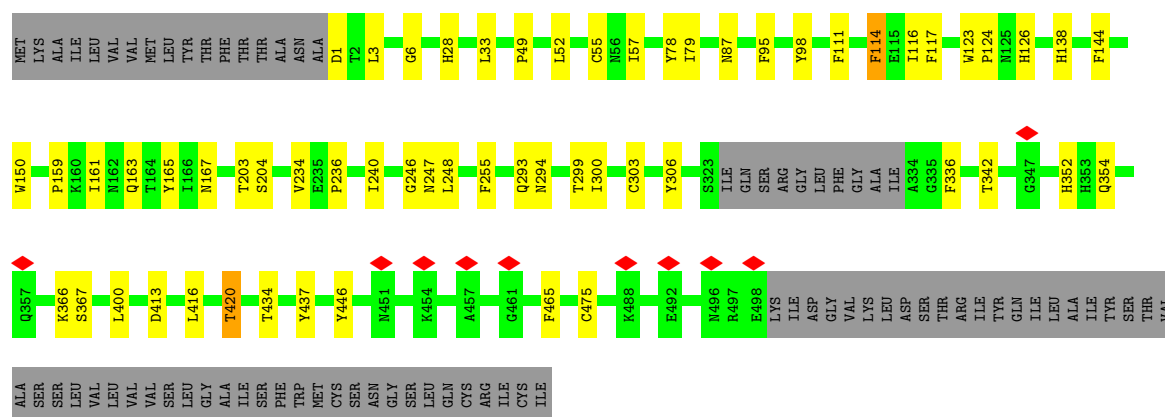 MET LYS ALA ILE LEU VAL VAL MET LEU TYR THR PHE THR THR ALA ASN ALA D1 T2 L3 G6 H28 L33 P49 L52 C55 N56 I57 Y78 I79 N87 F95 Y98 F111 F114 E115 I116 F117 W123 P124 N125 H126 H138 F144
W150 P159 K160 I161 N162 Q163 T164 Y165 I166 N167 T203 S204 V234 E235 P236 I240 G246 N247 L248 F255 Q293 N294 T299 I300 C303 Y306 S323 ILE GLN SER ARG GLY LEU PHE GLY ALA ILE A334 G335 F336 T342 G347 H352 H353 Q354
Q357 K366 S367 L400 D413 L416 T420 T434 Y437 Y446 N451 K454 A457 G461 F465 C475 K488 E492 N496 R497 E498 LYS ILE ASP GLY VAL LYS LEU ASP SER THR ARG ILE TYR GLN ILE LEU ALA ILE TYR SER THR VAL
ALA SER SER LEU VAL LEU VAL VAL SER LEU GLY ALA ILE SER PHE TRP MET CYS SER ASN GLY SER LEU GLN CYS ARG ILE CYS ILE